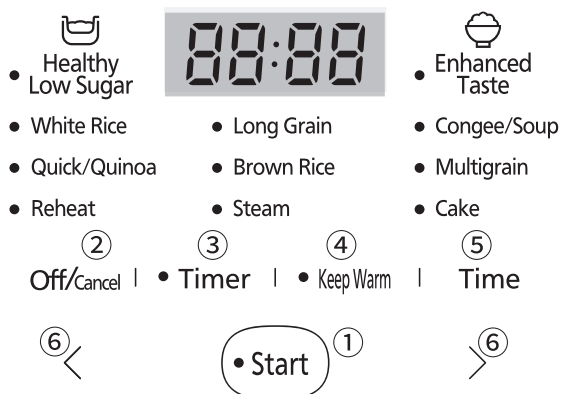 88:88
• Healthy
Low Sugar
• Enhanced
Taste
• White Rice • Long Grain • Congee/Soup
• Quick/Quinoa • Brown Rice • Multigrain
• Reheat • Steam • Cake
② ③ ④ ⑤
Off/Cancel | • Timer | • Keep Warm | Time
⑥ < • Start ① > ⑥